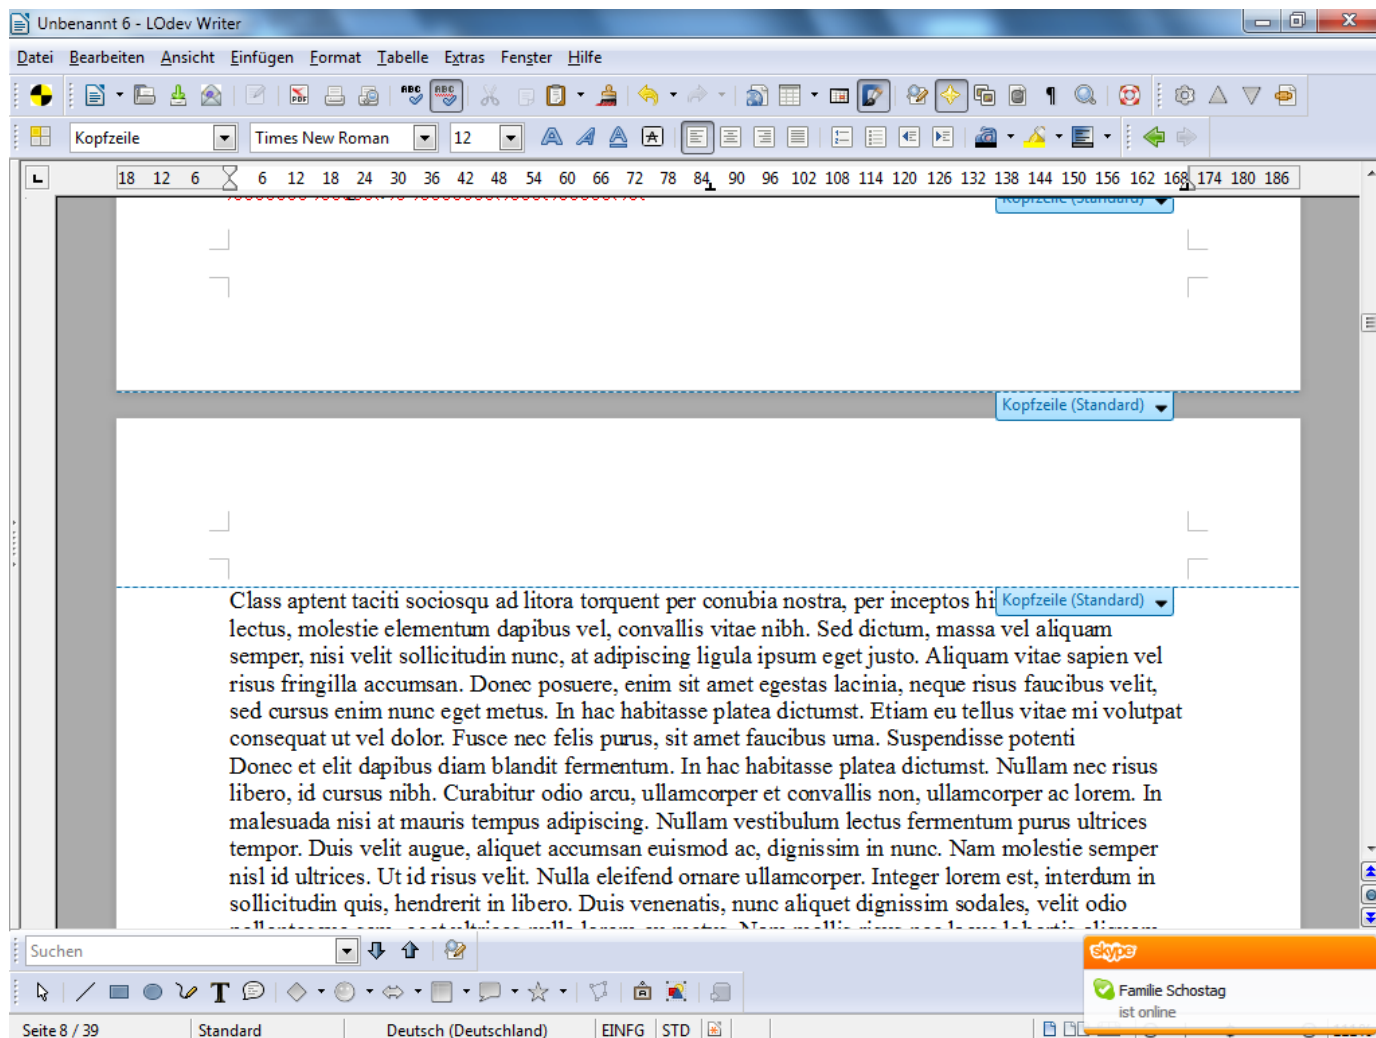 Unbenannt 6 - LOdev Writer
Datei Bearbeiten Ansicht Einfügen Format Tabelle Extras Fenster Hilfe
Kopfzeile Times New Roman 12
18 12 6 6 12 18 24 30 36 42 48 54 60 66 72 78 84 90 96 102 108 114 120 126 132 138 144 150 156 162 168 174 180 186
Kopfzeile (Standard)
Kopfzeile (Standard)
Class aptent taciti sociosqu ad litora torquent per conubia nostra, per inceptos hi Kopfzeile (Standard)
lectus, molestie elementum dapibus vel, convallis vitae nibh. Sed dictum, massa vel aliquam
semper, nisi velit sollicitudin nunc, at adipiscing ligula ipsum eget justo. Aliquam vitae sapien vel
risus fringilla accumsan. Donec posuere, enim sit amet egestas lacinia, neque risus faucibus velit,
sed cursus enim nunc eget metus. In hac habitasse platea dictumst. Etiam eu tellus vitae mi volutpat
consequat ut vel dolor. Fusce nec felis purus, sit amet faucibus urna. Suspendisse potenti
Donec et elit dapibus diam blandit fermentum. In hac habitasse platea dictumst. Nullam nec risus
libero, id cursus nibh. Curabitur odio arcu, ullamcorper et convallis non, ullamcorper ac lorem. In
malesuada nisi at mauris tempus adipiscing. Nullam vestibulum lectus fermentum purus ultrices
tempor. Duis velit augue, aliquet accumsan euismod ac, dignissim in nunc. Nam molestie semper
nisl id ultrices. Ut id risus velit. Nulla eleifend ornare ullamcorper. Integer lorem est, interdum in
sollicitudin quis, hendrerit in libero. Duis venenatis, nunc aliquet dignissim sodales, velit odio
Suchen
skype
Familie Schostag
ist online
Seite 8 / 39 Standard Deutsch (Deutschland) EINFG STD